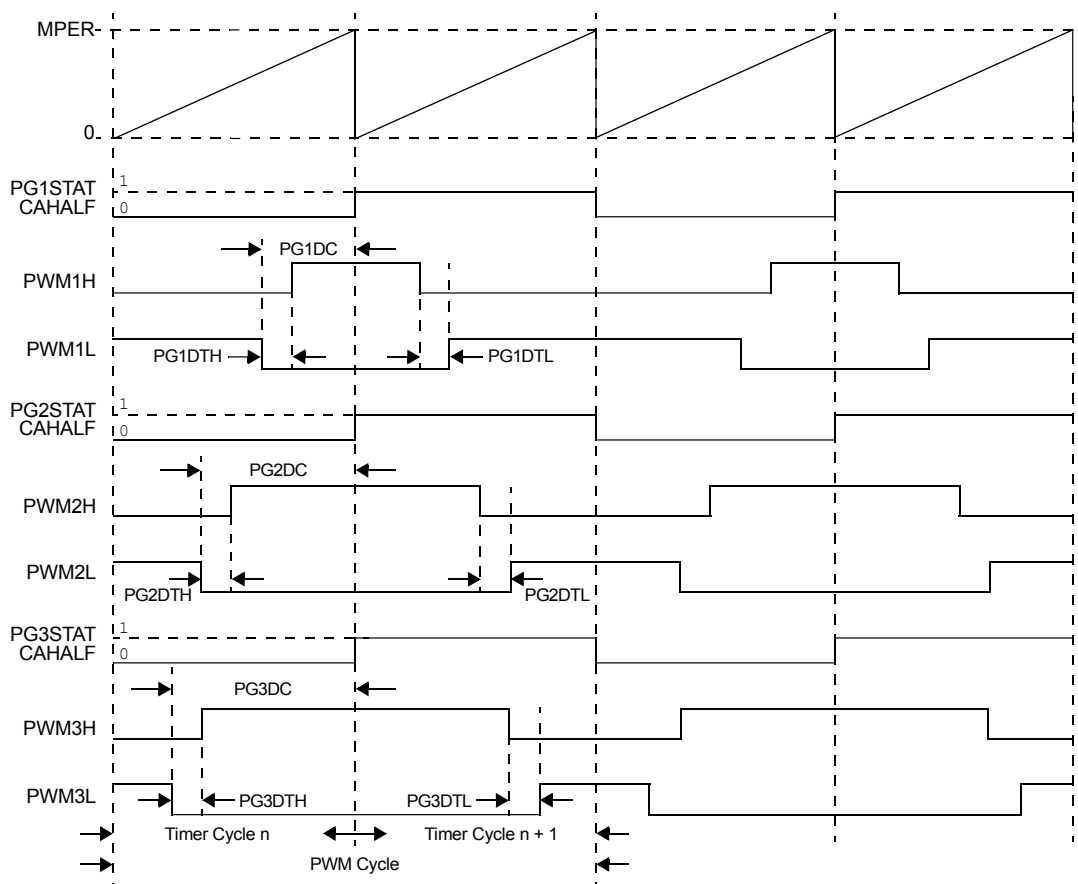 MPER
0
PG1STAT
CAHALF
1
0
PG1DC
PWM1H
PWM1L
PG1DTH
PG1DTL
PG2STAT
CAHALF
1
0
PG2DC
PWM2H
PWM2L
PG2DTH
PG2DTL
PG3STAT
CAHALF
1
0
PG3DC
PWM3H
PWM3L
PG3DTH
PG3DTL
Timer Cycle n
Timer Cycle n + 1
PWM Cycle